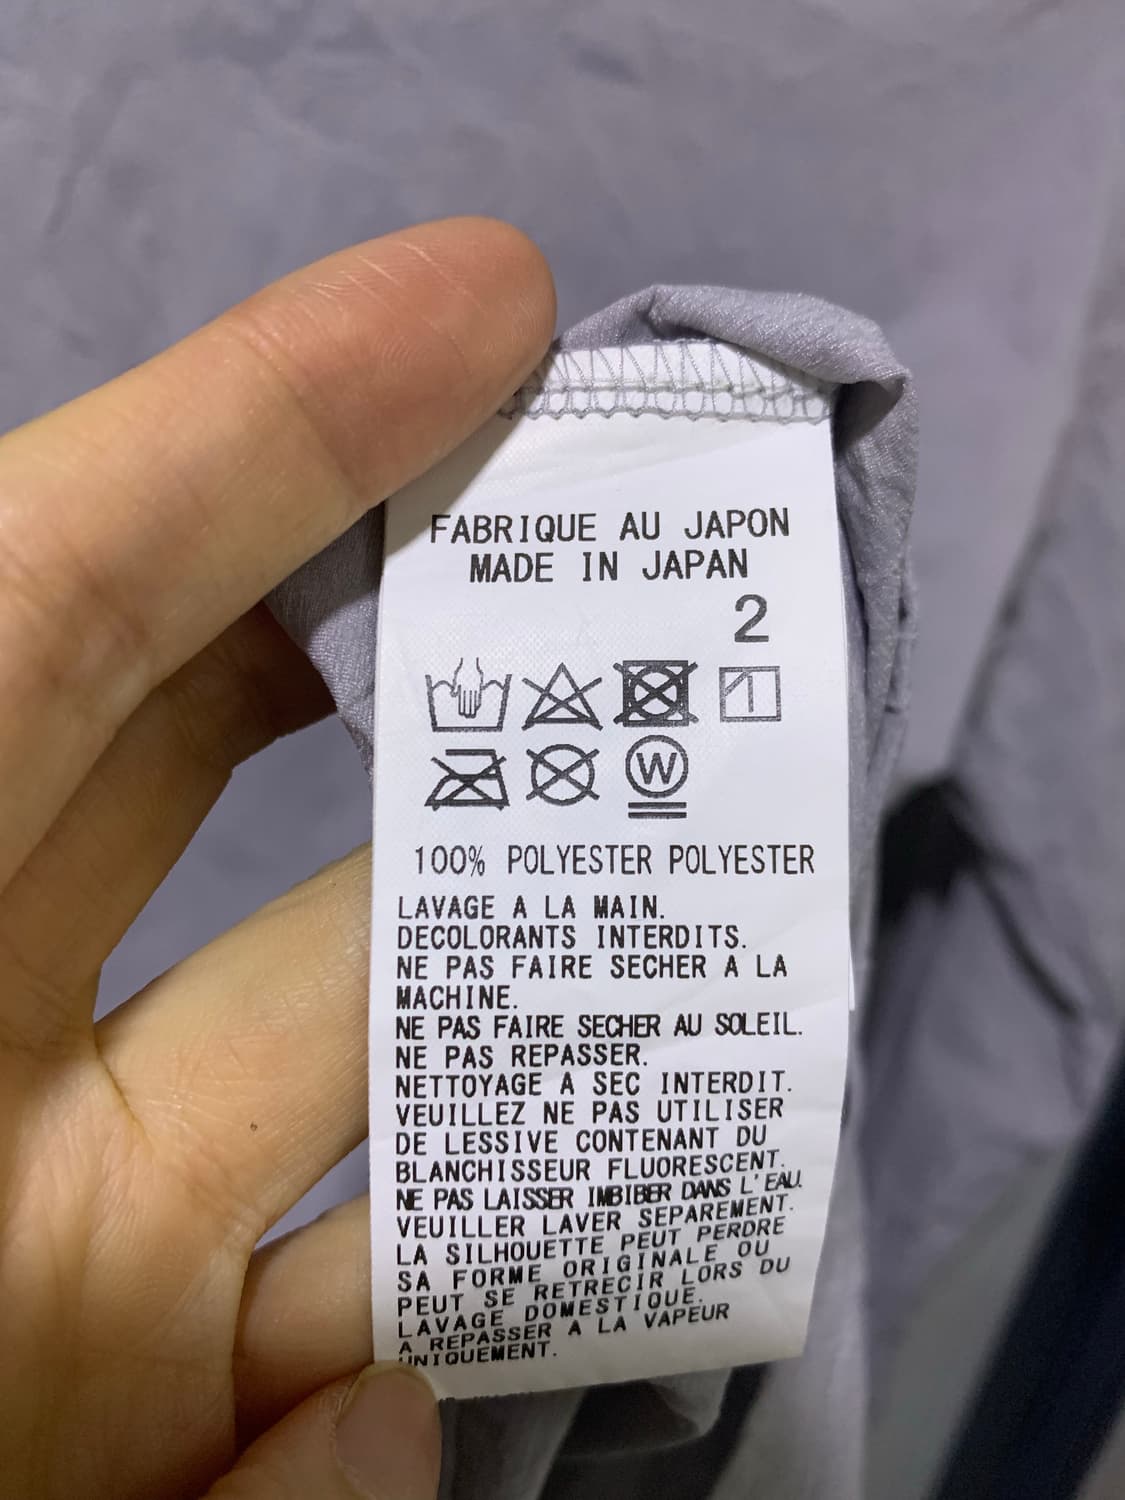 FABRIQUE AU JAPON
MADE IN JAPAN
2
W
100% POLYESTER POLYESTER
LAVAGE A LA MAIN.
DECOLORANTS INTERDITS.
NE PAS FAIRE SECHER A LA
MACHINE.
NE PAS FAIRE SECHER AU SOLEIL.
NE PAS REPASSER.
NETTOYAGE A SEC INTERDIT.
VEUILLEZ NE PAS UTILISER
DE LESSIVE CONTENANT DU
BLANCHISSEUR FLUORESCENT.
NE PAS LAISSER IMBIBER DANS L'EAU.
VEUILLER LAVER SEPAREMENT.
LA SILHOUETTE PEUT PERDRE
SA FORME ORIGINALE OU
PEUT SE RETRECIR LORS DU
LAVAGE DOMESTIQUE.
A REPASSER A LA VAPEUR
UNIQUEMENT.